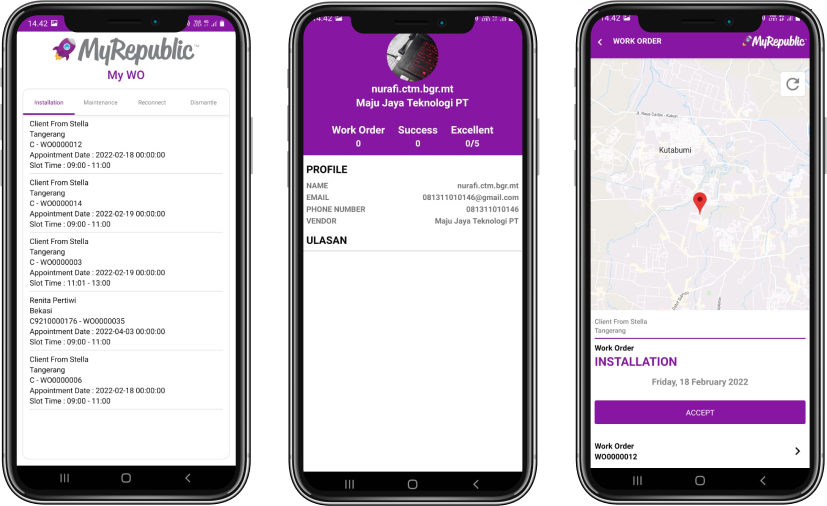 14.42
MyRepublic
My WO
Installation Maintenance Reconnect Dismantle
Client From Stella
Tangerang
C - WO0000012
Appointment Date : 2022-02-18 00:00:00
Slot Time : 09:00 - 11:00
Client From Stella
Tangerang
C - WO0000014
Appointment Date : 2022-02-19 00:00:00
Slot Time : 09:00 - 11:00
Client From Stella
Tangerang
C - WO0000003
Appointment Date : 2022-02-19 00:00:00
Slot Time : 11:01 - 13:00
Renita Pertiwi
Bekasi
C9210000176 - WO0000035
Appointment Date : 2022-04-03 00:00:00
Slot Time : 09:00 - 11:00
Client From Stella
Tangerang
C - WO0000006
Appointment Date : 2022-02-18 00:00:00
Slot Time : 09:00 - 11:00
14.42
nurafi.ctm.bgr.mt
Maju Jaya Teknologi PT
Work Order Success Excellent
0 0 0/5
PROFILE
NAME nurafi.ctm.bgr.mt
EMAIL 081311010146@gmail.com
PHONE NUMBER 081311010146
VENDOR Maju Jaya Teknologi PT
ULASAN
14.42
WORK ORDER MyRepublic
Kutabumi
Client From Stella
Tangerang
Work Order
INSTALLATION
Friday, 18 February 2022
ACCEPT
Work Order
WO0000012